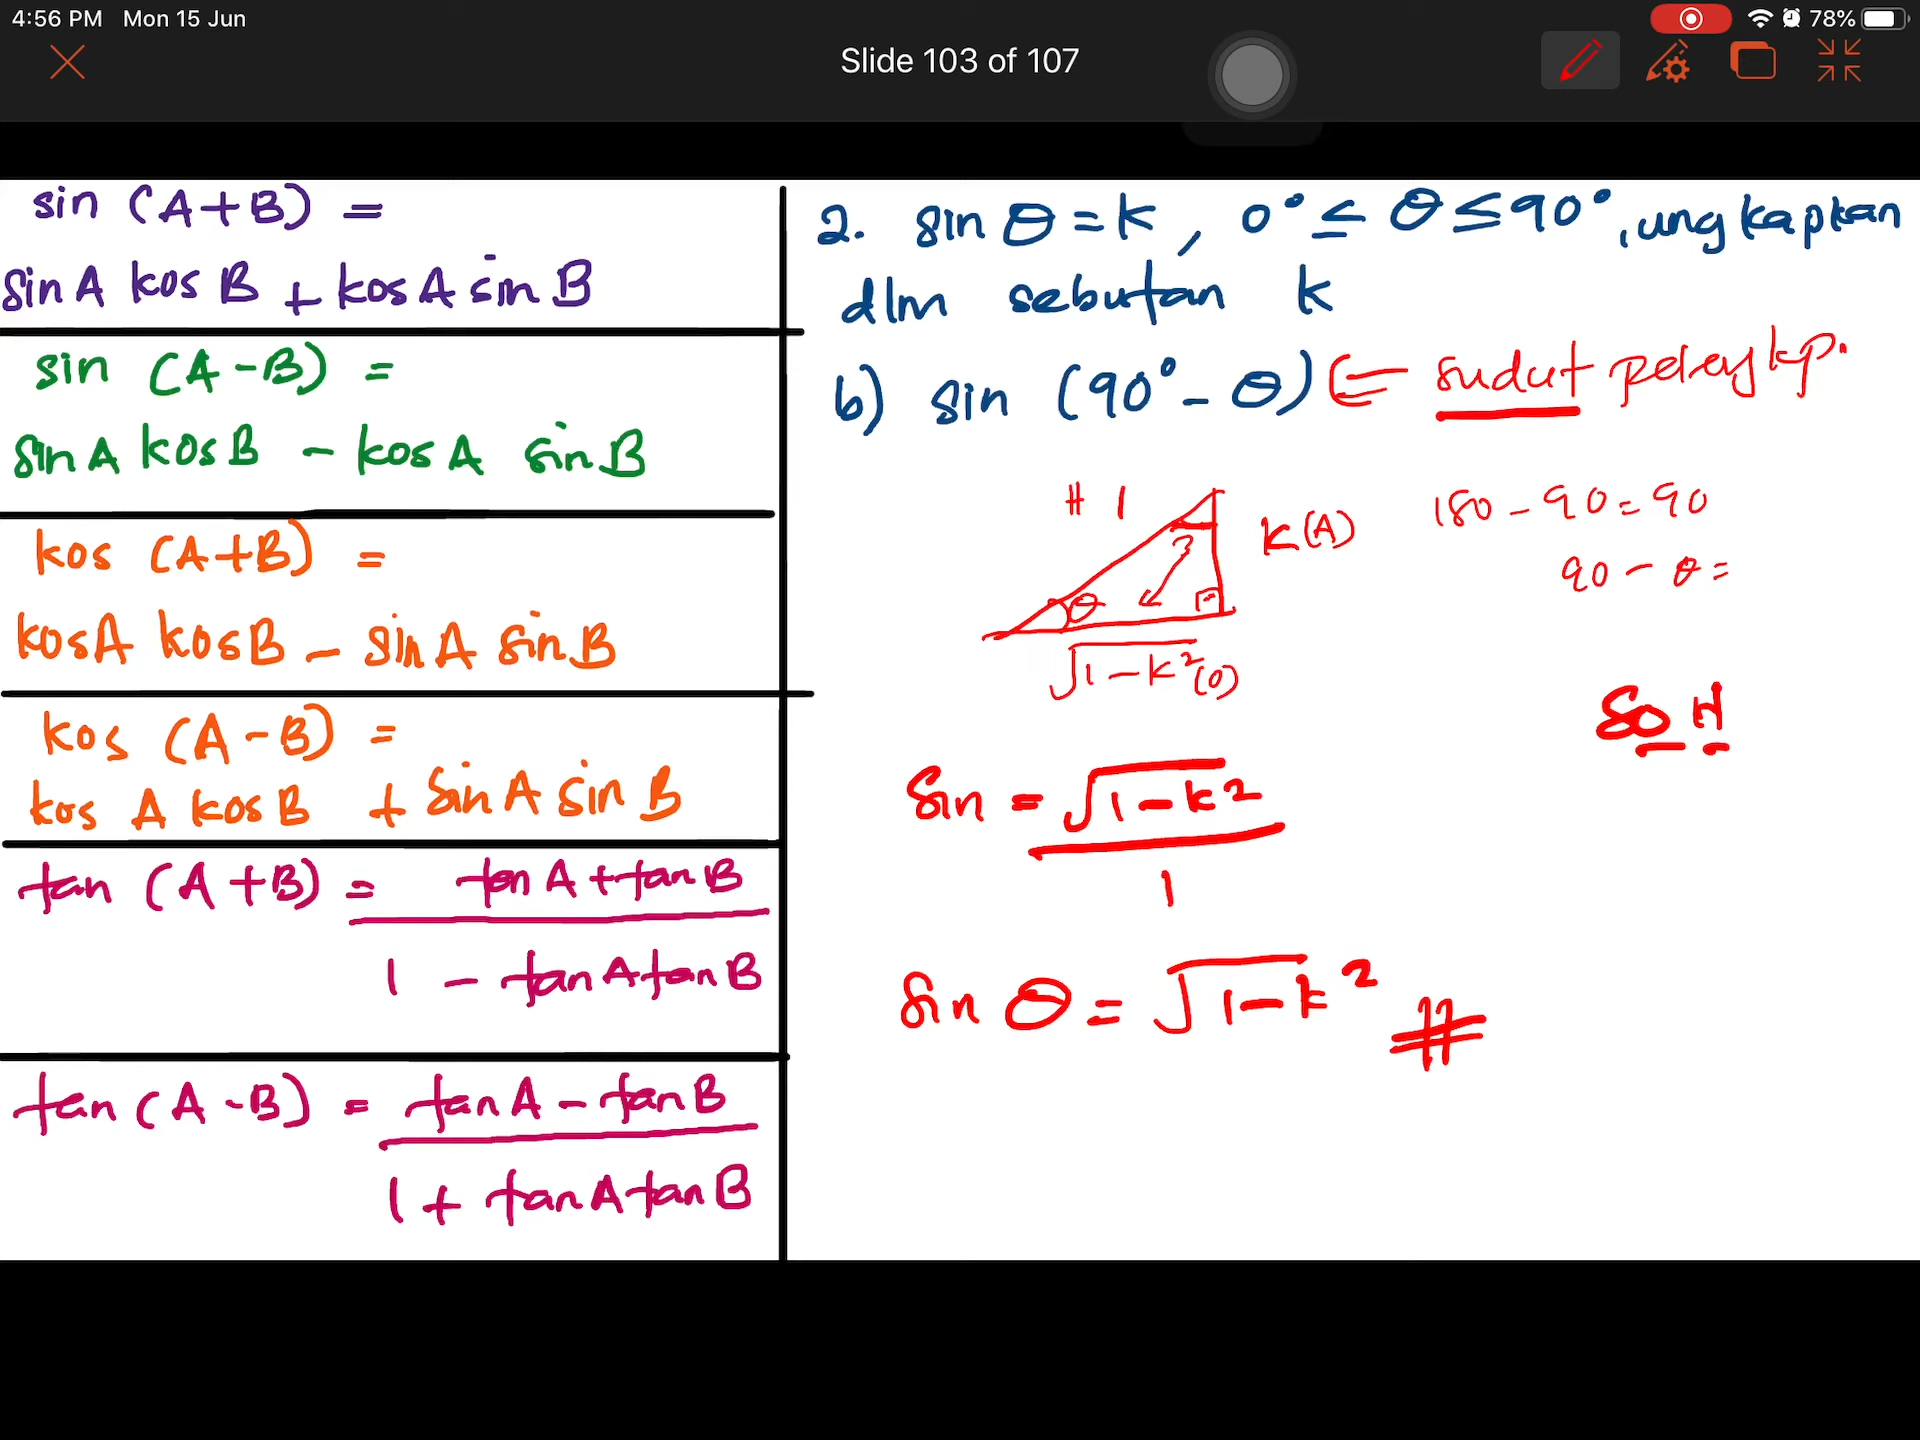 4:56 PM Mon 15 Jun
78%
Slide 103 of 107
sin (A+B) =
sin A kos B + kos A sin B
sin (A-B) =
sin A kos B - kos A sin B
kos (A+B) =
kos A kos B - sin A sin B
kos (A-B) =
kos A kos B + sin A sin B
tan (A+B) = tan A + tan B
1 - tan A tan B
tan (A-B) = tan A - tan B
1 + tan A tan B
2. sin θ = k, 0° ≤ θ ≤ 90°, ungkapkan
dlm sebutan k
b) sin (90° - θ) ⇐ sudut
# 1
k (A)
180 - 90 = 90
90 - θ =
?
θ
√1-k² (O)
SOH
Sin = √1-k²
1
Sin θ = √1-k² #